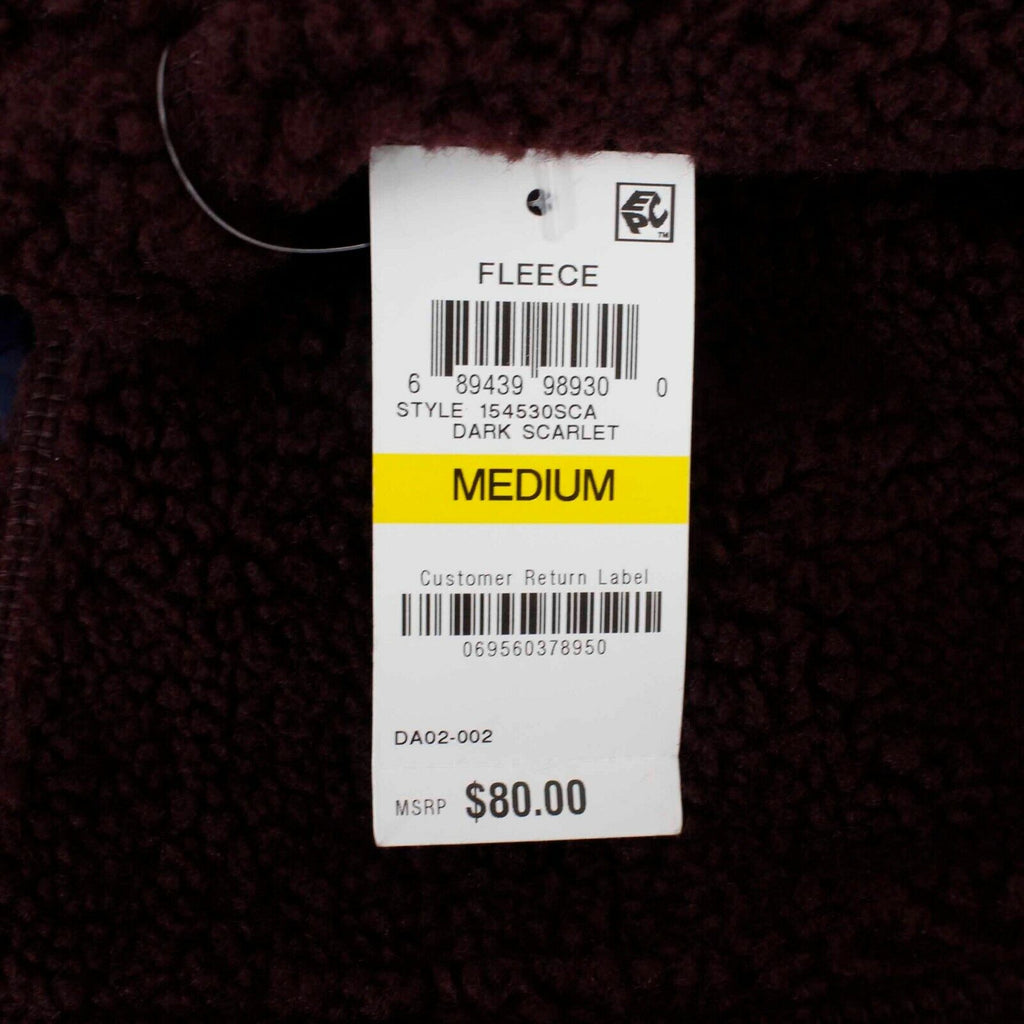 EPC™
FLEECE
6 89439 98930 0
STYLE 154530SCA
DARK SCARLET
MEDIUM
Customer Return Label
069560378950
DA02-002
MSRP $80.00